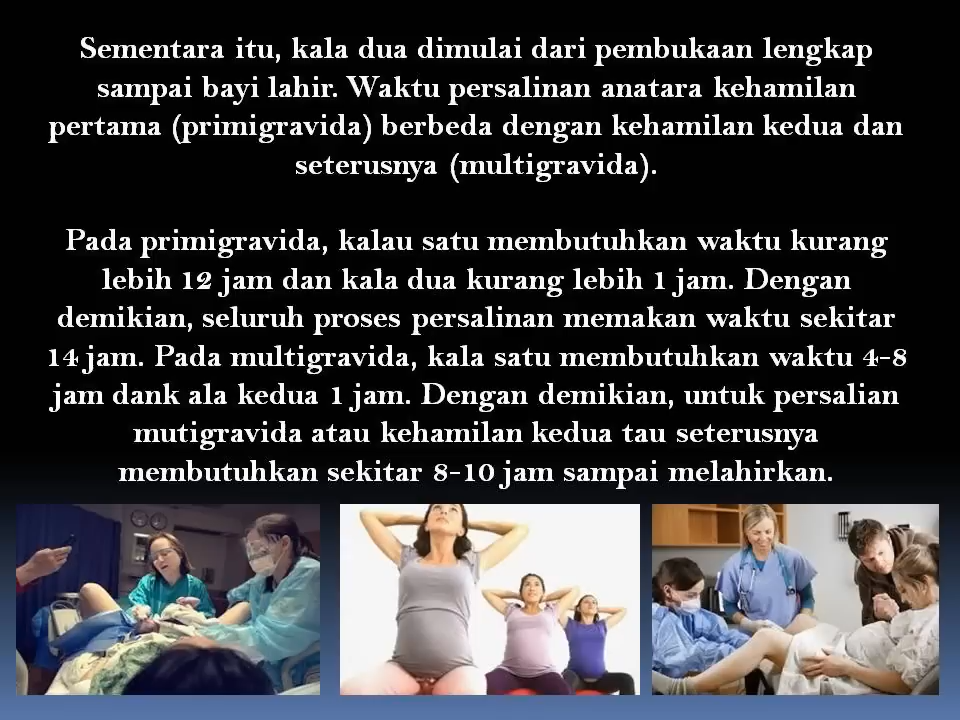 Sementara itu, kala dua dimulai dari pembukaan lengkap
sampai bayi lahir. Waktu persalinan anatara kehamilan
pertama (primigravida) berbeda dengan kehamilan kedua dan
seterusnya (multigravida).
Pada primigravida, kalau satu membutuhkan waktu kurang
lebih 12 jam dan kala dua kurang lebih 1 jam. Dengan
demikian, seluruh proses persalinan memakan waktu sekitar
14 jam. Pada multigravida, kala satu membutuhkan waktu 4-8
jam dank ala kedua 1 jam. Dengan demikian, untuk persalian
mutigravida atau kehamilan kedua tau seterusnya
membutuhkan sekitar 8-10 jam sampai melahirkan.